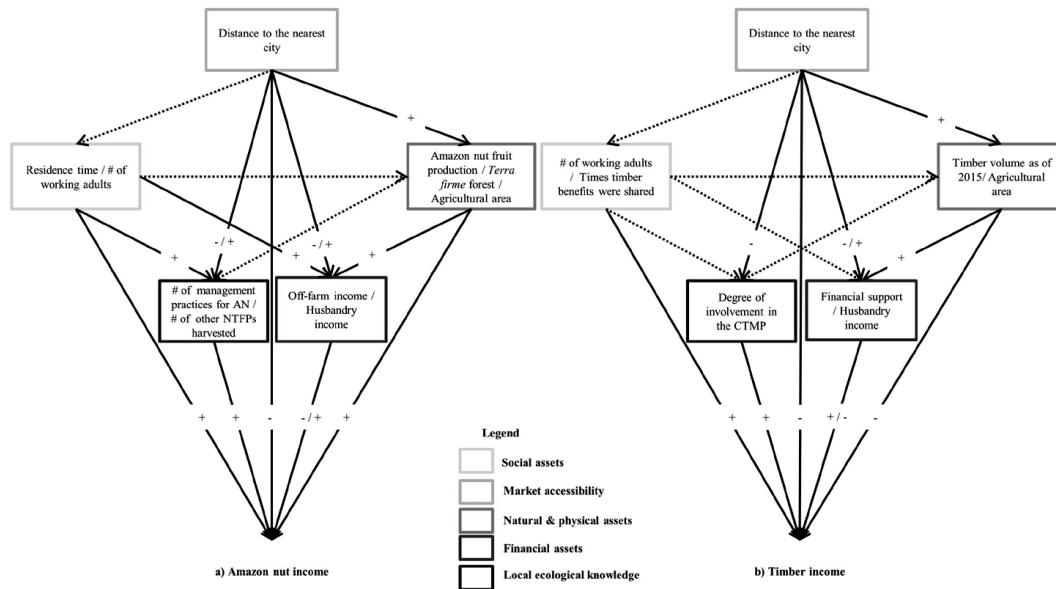 Distance to the nearest
city
+
Residence time / # of
working adults
Amazon nut fruit
production / Terra
firme forest /
Agricultural area
+
- / +
+
- / +
+
# of management
practices for AN /
# of other NTFPs
harvested
Off-farm income /
Husbandry
income
+
+
-
- / +
+
a) Amazon nut income
Distance to the nearest
city
+
# of working adults
/ Times timber
benefits were shared
Timber volume as of
2015/ Agricultural
area
-
- / +
+
Degree of
involvement in
the CTMP
Financial support
/ Husbandry
income
+
+
-
+ / -
-
b) Timber income
Legend
Social assets
Market accessibility
Natural & physical assets
Financial assets
Local ecological knowledge